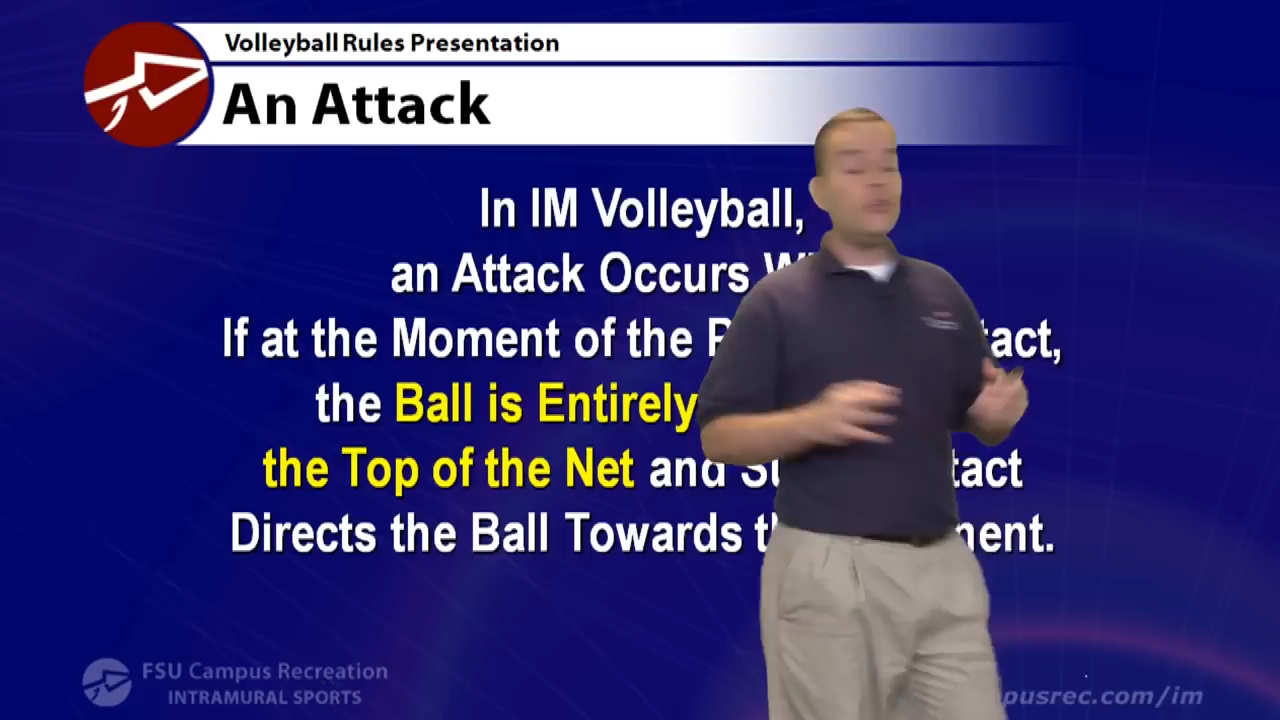 Volleyball Rules Presentation
An Attack
In IM Volleyball,
an Attack Occurs
If at the Moment of the
the Ball is Entirely
the Top of the Net and
Directs the Ball Towards
FSU Campus Recreation
INTRAMURAL SPORTS